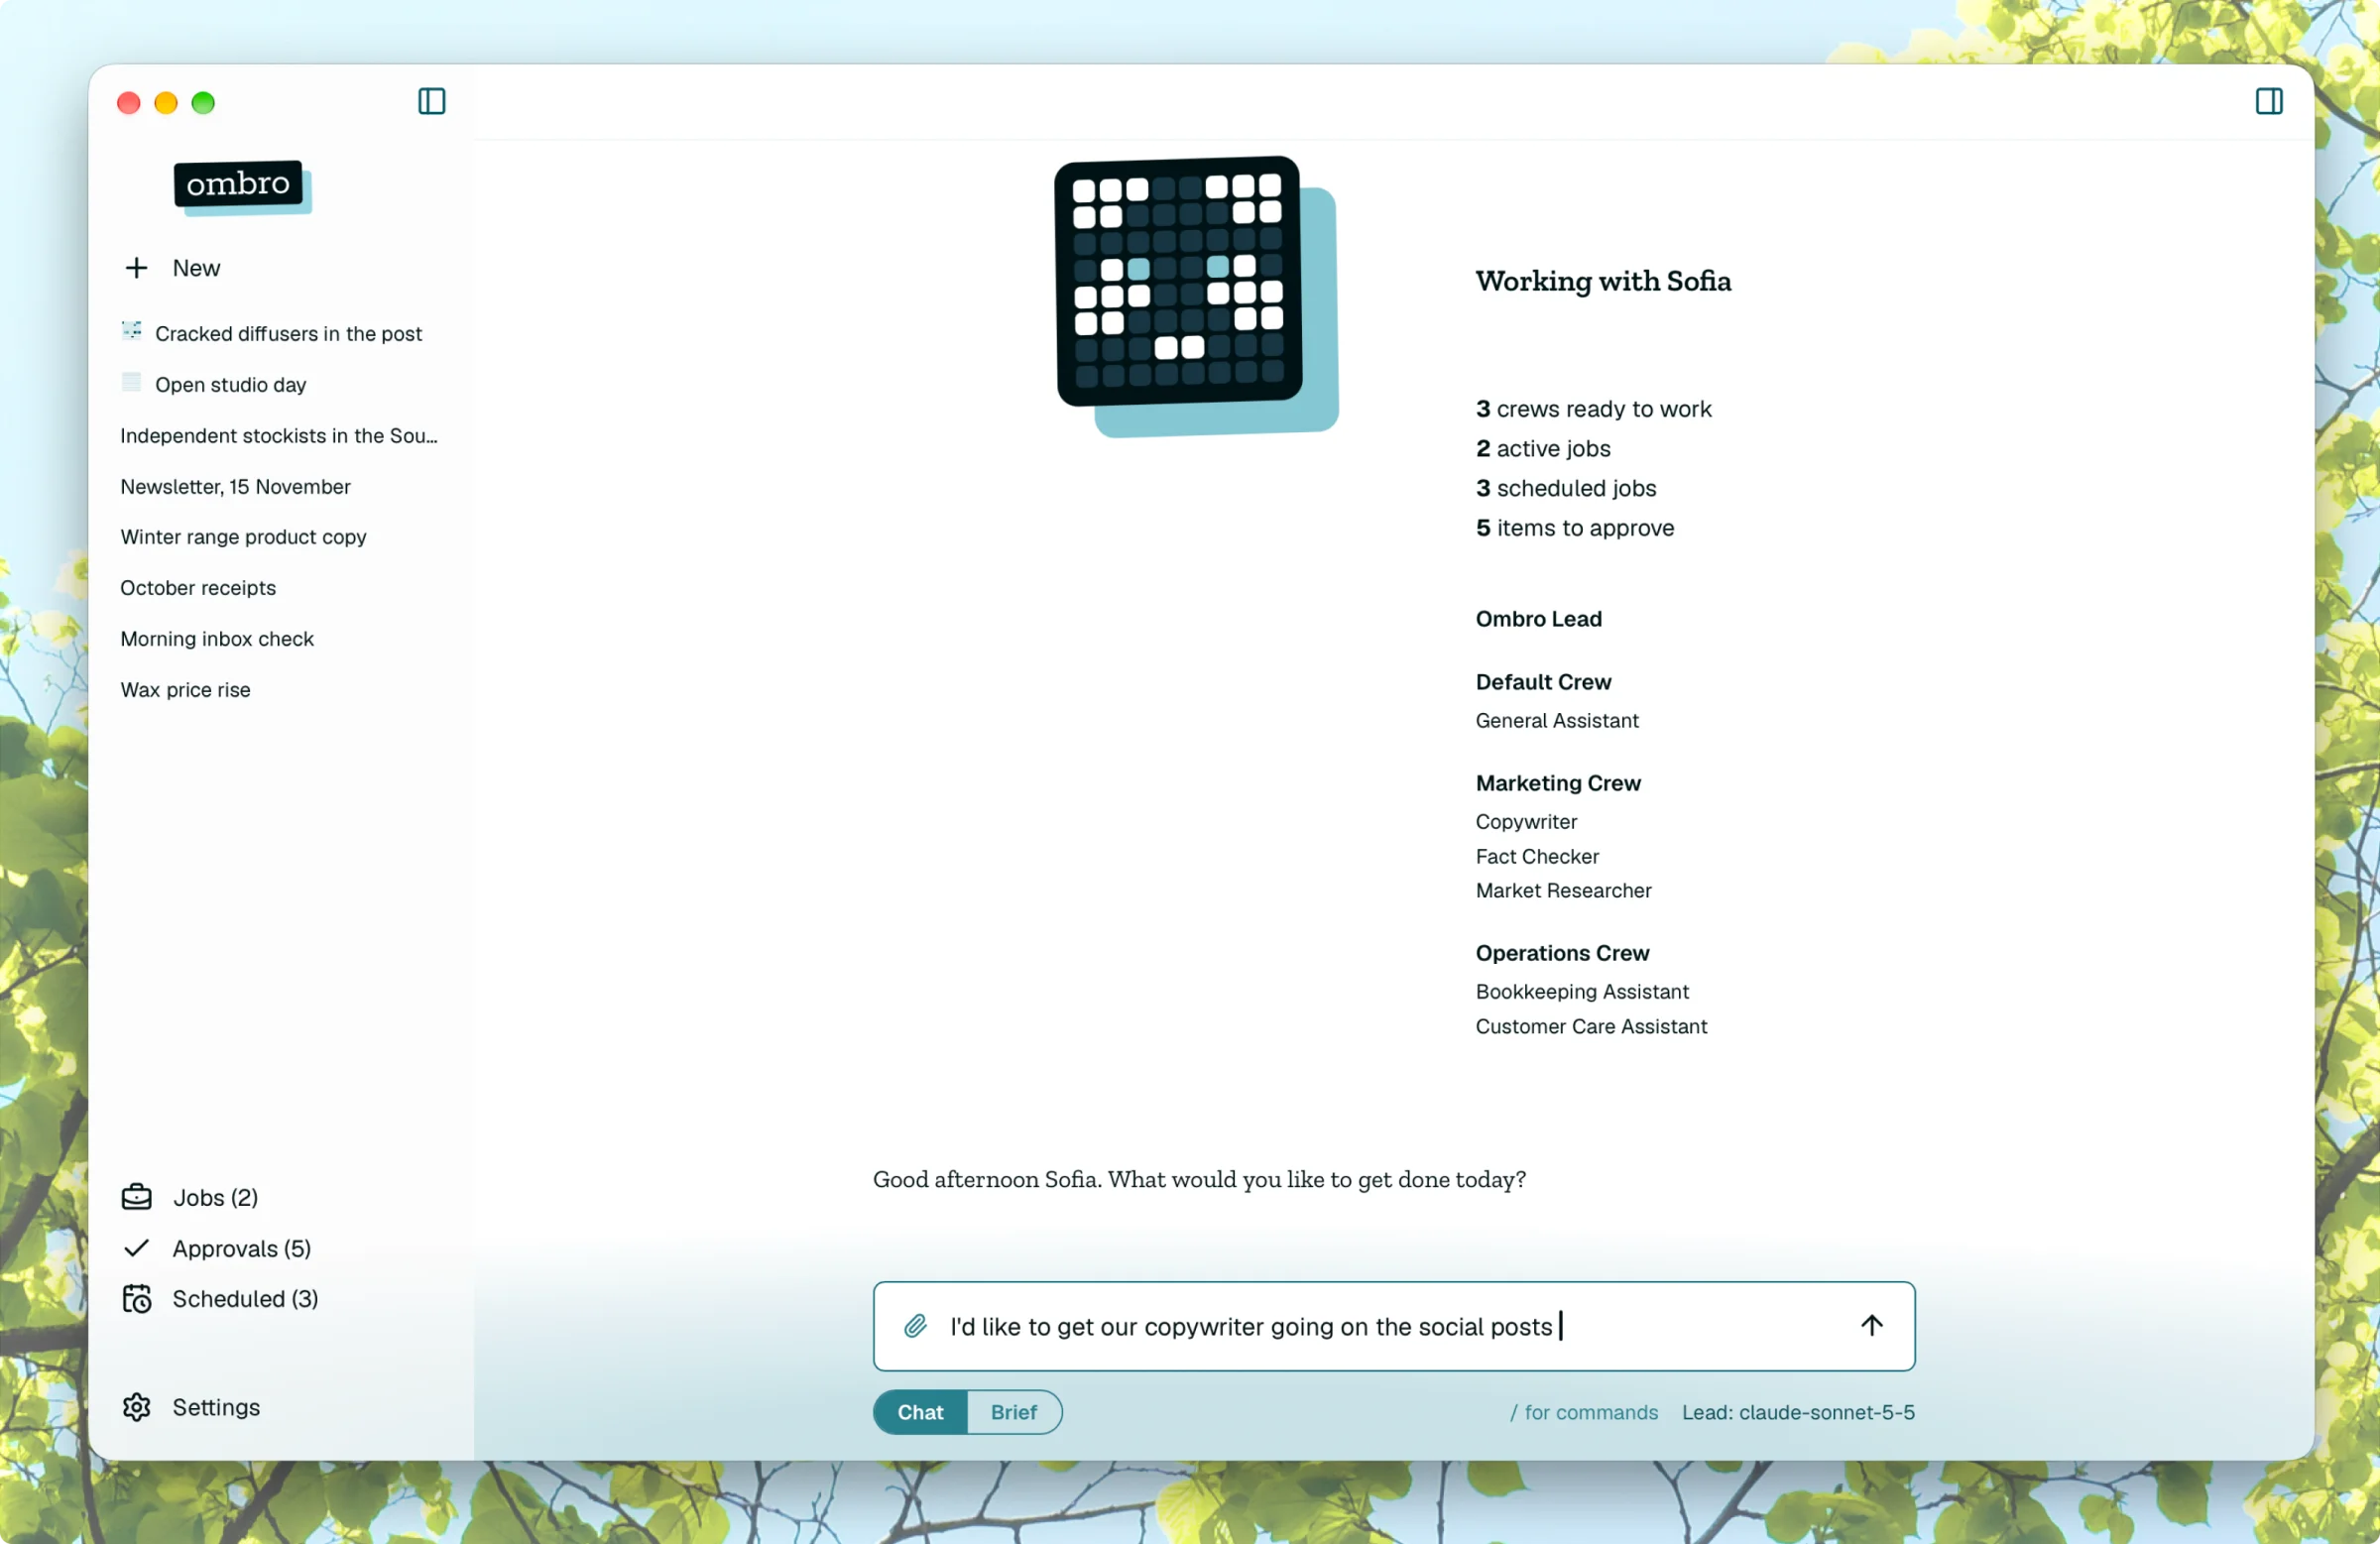 ombro
New
Cracked diffusers in the post
Open studio day
Independent stockists in the Sou...
Newsletter, 15 November
Winter range product copy
October receipts
Morning inbox check
Wax price rise
Jobs (2)
Approvals (5)
Scheduled (3)
Settings
Working with Sofia
3 crews ready to work
2 active jobs
3 scheduled jobs
5 items to approve
Ombro Lead
Default Crew
General Assistant
Marketing Crew
Copywriter
Fact Checker
Market Researcher
Operations Crew
Bookkeeping Assistant
Customer Care Assistant
Good afternoon Sofia. What would you like to get done today?
I'd like to get our copywriter going on the social posts
Chat Brief / for commands Lead: claude-sonnet-5-5